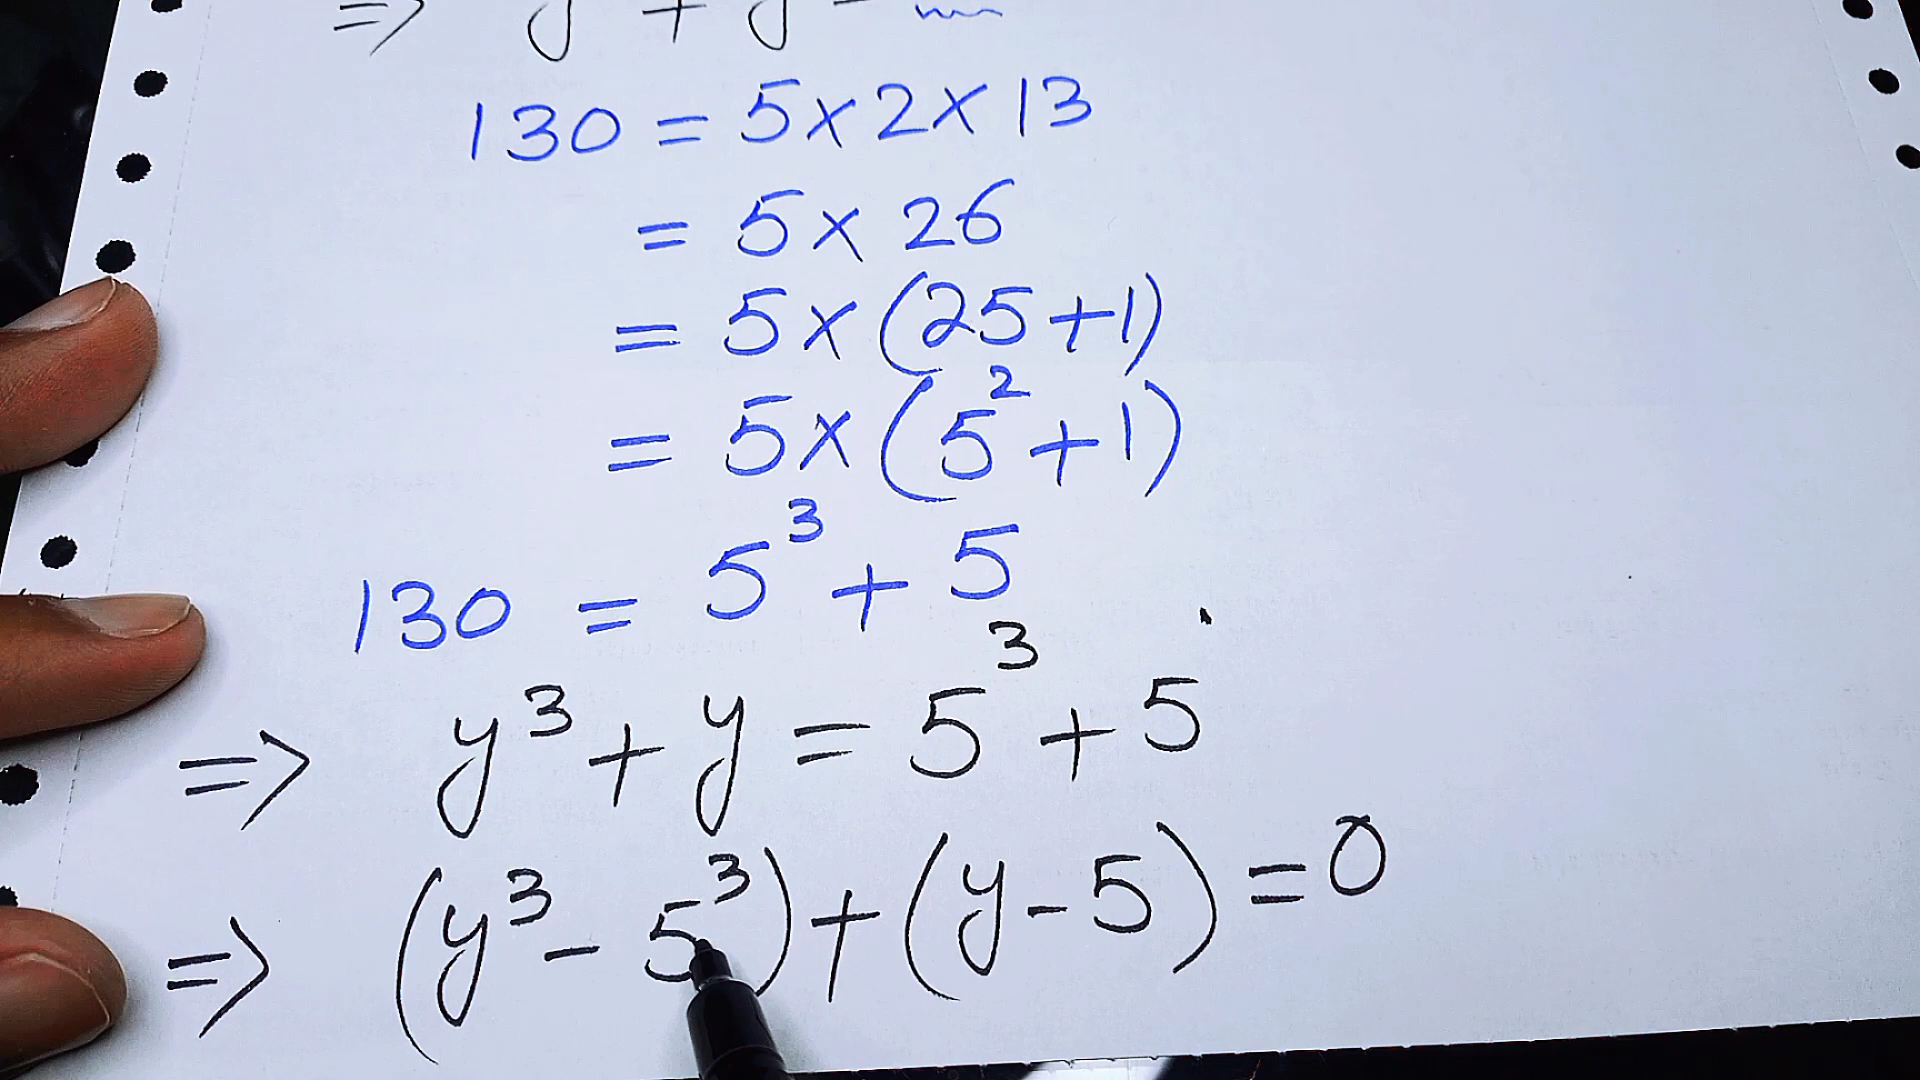 => y + y =
130 = 5×2×13
= 5×26
= 5×(25+1)
= 5×(5²+1)
130 = 5³ + 5
=> y³ + y = 5³ + 5
=> (y³ - 5³) + (y - 5) = 0